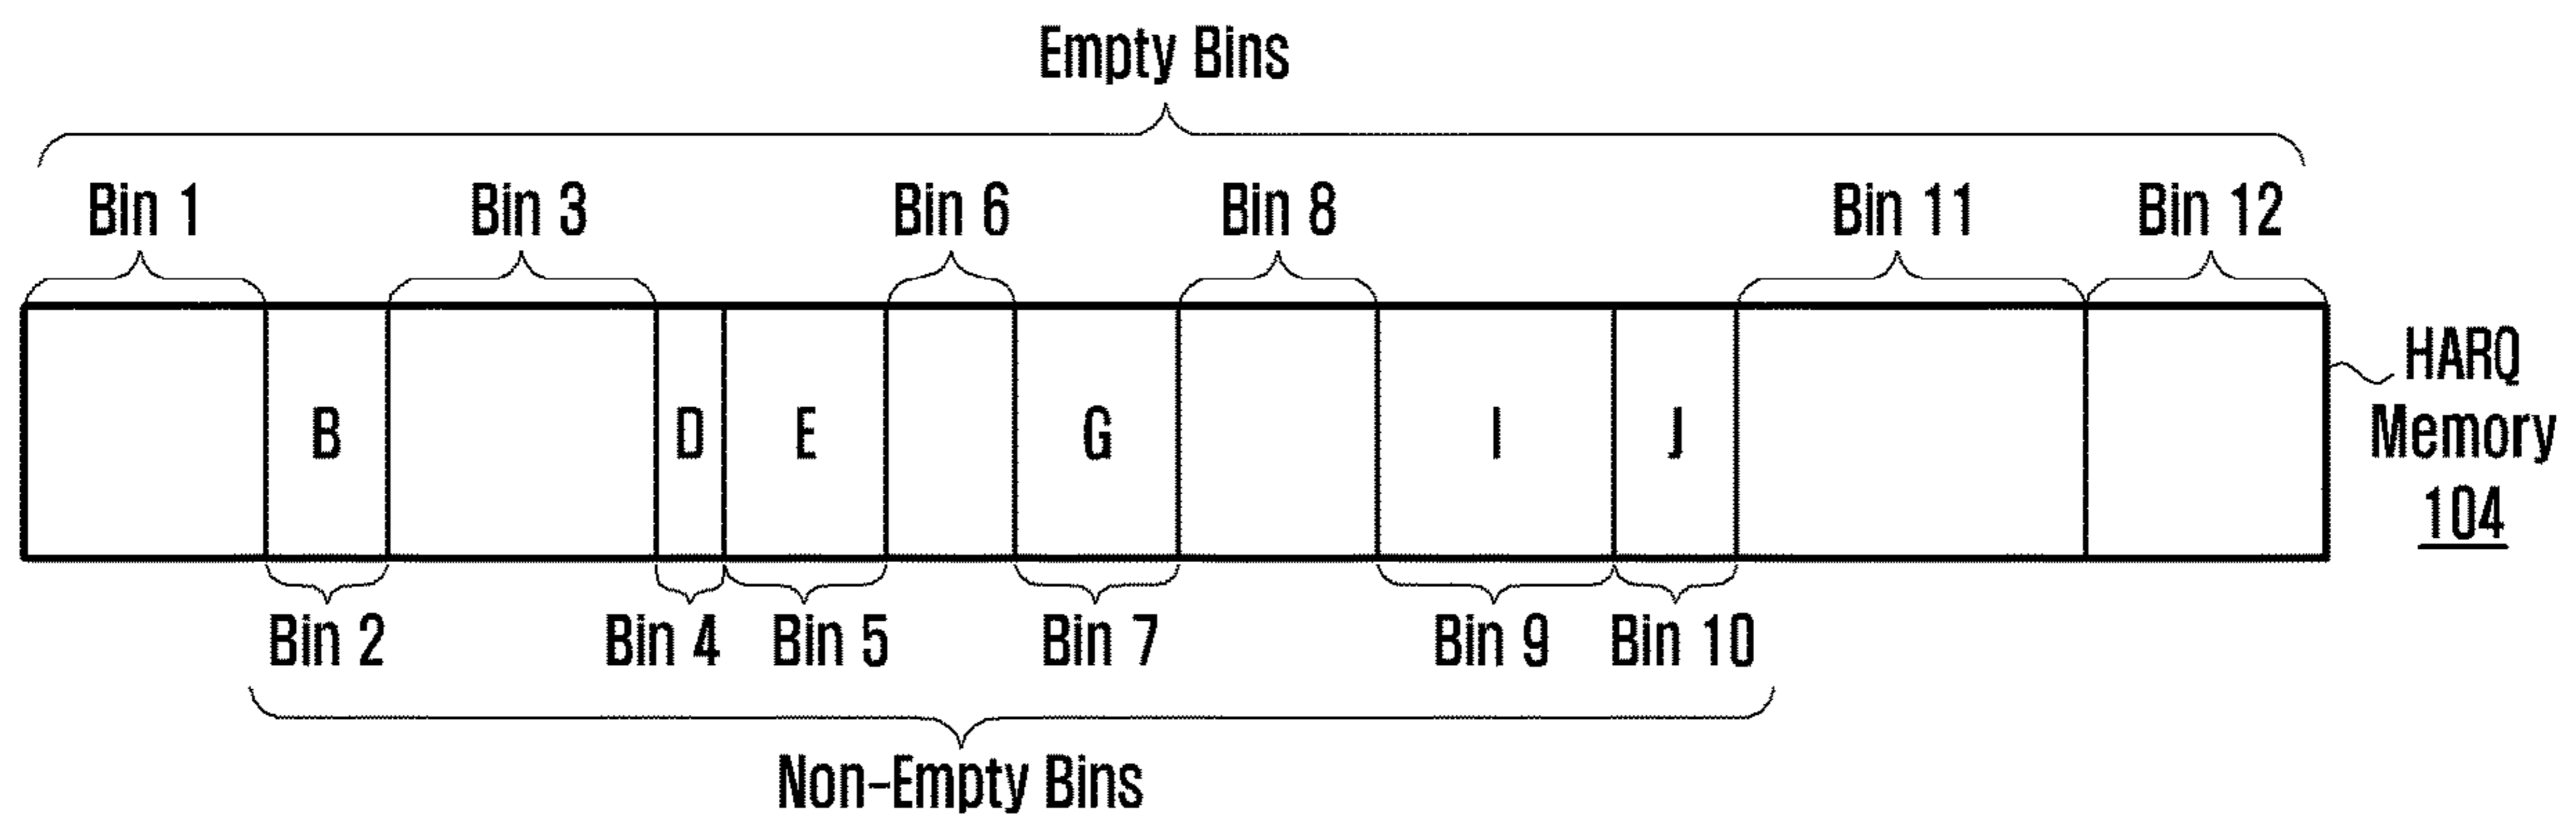 Empty Bins
Bin 1 Bin 3 Bin 6 Bin 8 Bin 11 Bin 12
B D E G I J
HARQ
Memory
104
Bin 2 Bin 4 Bin 5 Bin 7 Bin 9 Bin 10
Non-Empty Bins